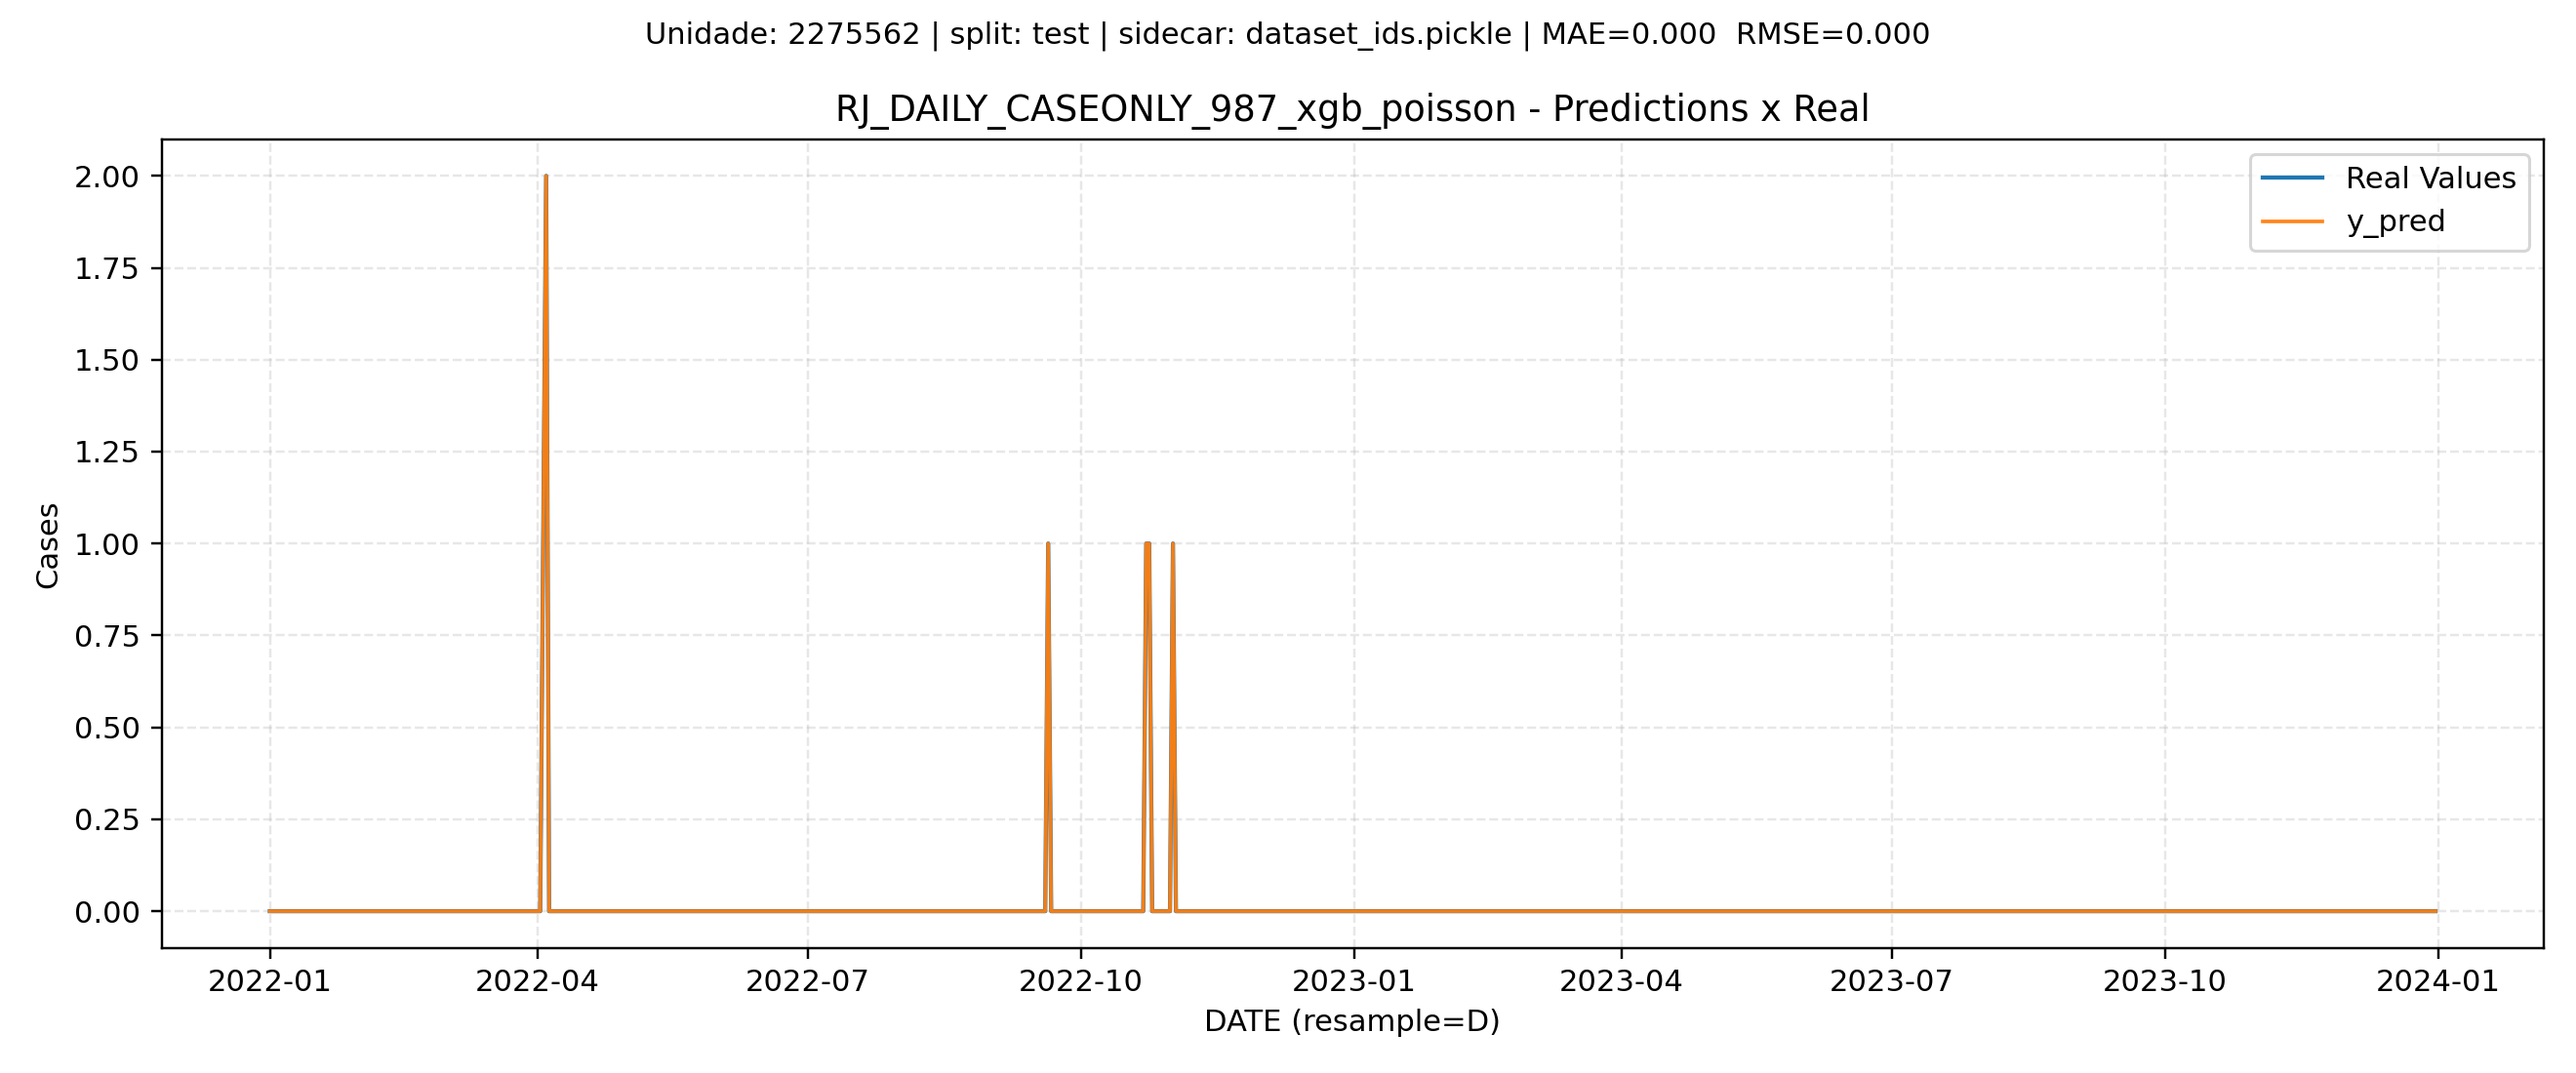 Unidade: 2275562 | split: test | sidecar: dataset_ids.pickle | MAE=0.000  RMSE=0.000
RJ_DAILY_CASEONLY_987_xgb_poisson - Predictions x Real
Real Values
y_pred
2.00
1.75
1.50
1.25
1.00
0.75
0.50
0.25
0.00
Cases
2022-01 2022-04 2022-07 2022-10 2023-01 2023-04 2023-07 2023-10 2024-01
DATE (resample=D)